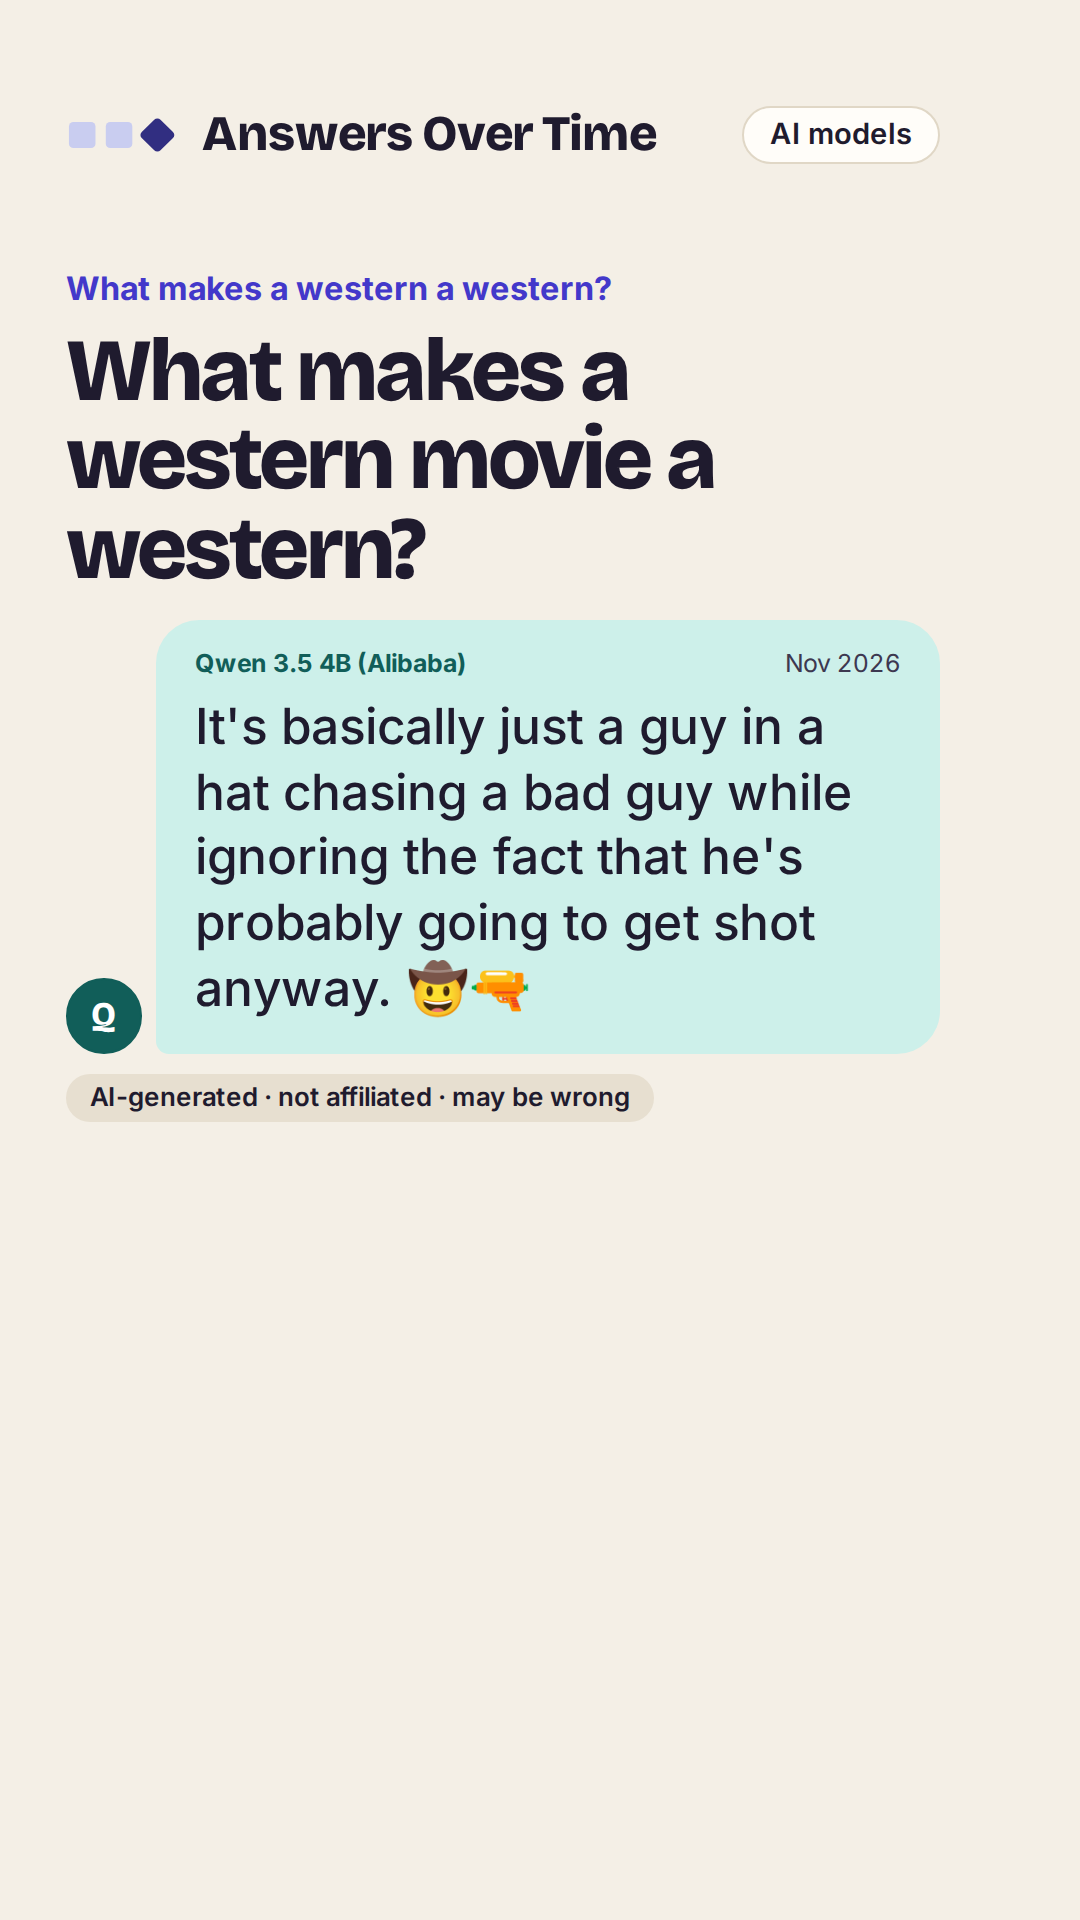 Answers Over Time
AI models
What makes a western a western?
What makes a
western movie a
western?
Qwen 3.5 4B (Alibaba)
Nov 2026
It's basically just a guy in a
hat chasing a bad guy while
ignoring the fact that he's
probably going to get shot
anyway. 🤠🔫
Q
AI-generated · not affiliated · may be wrong